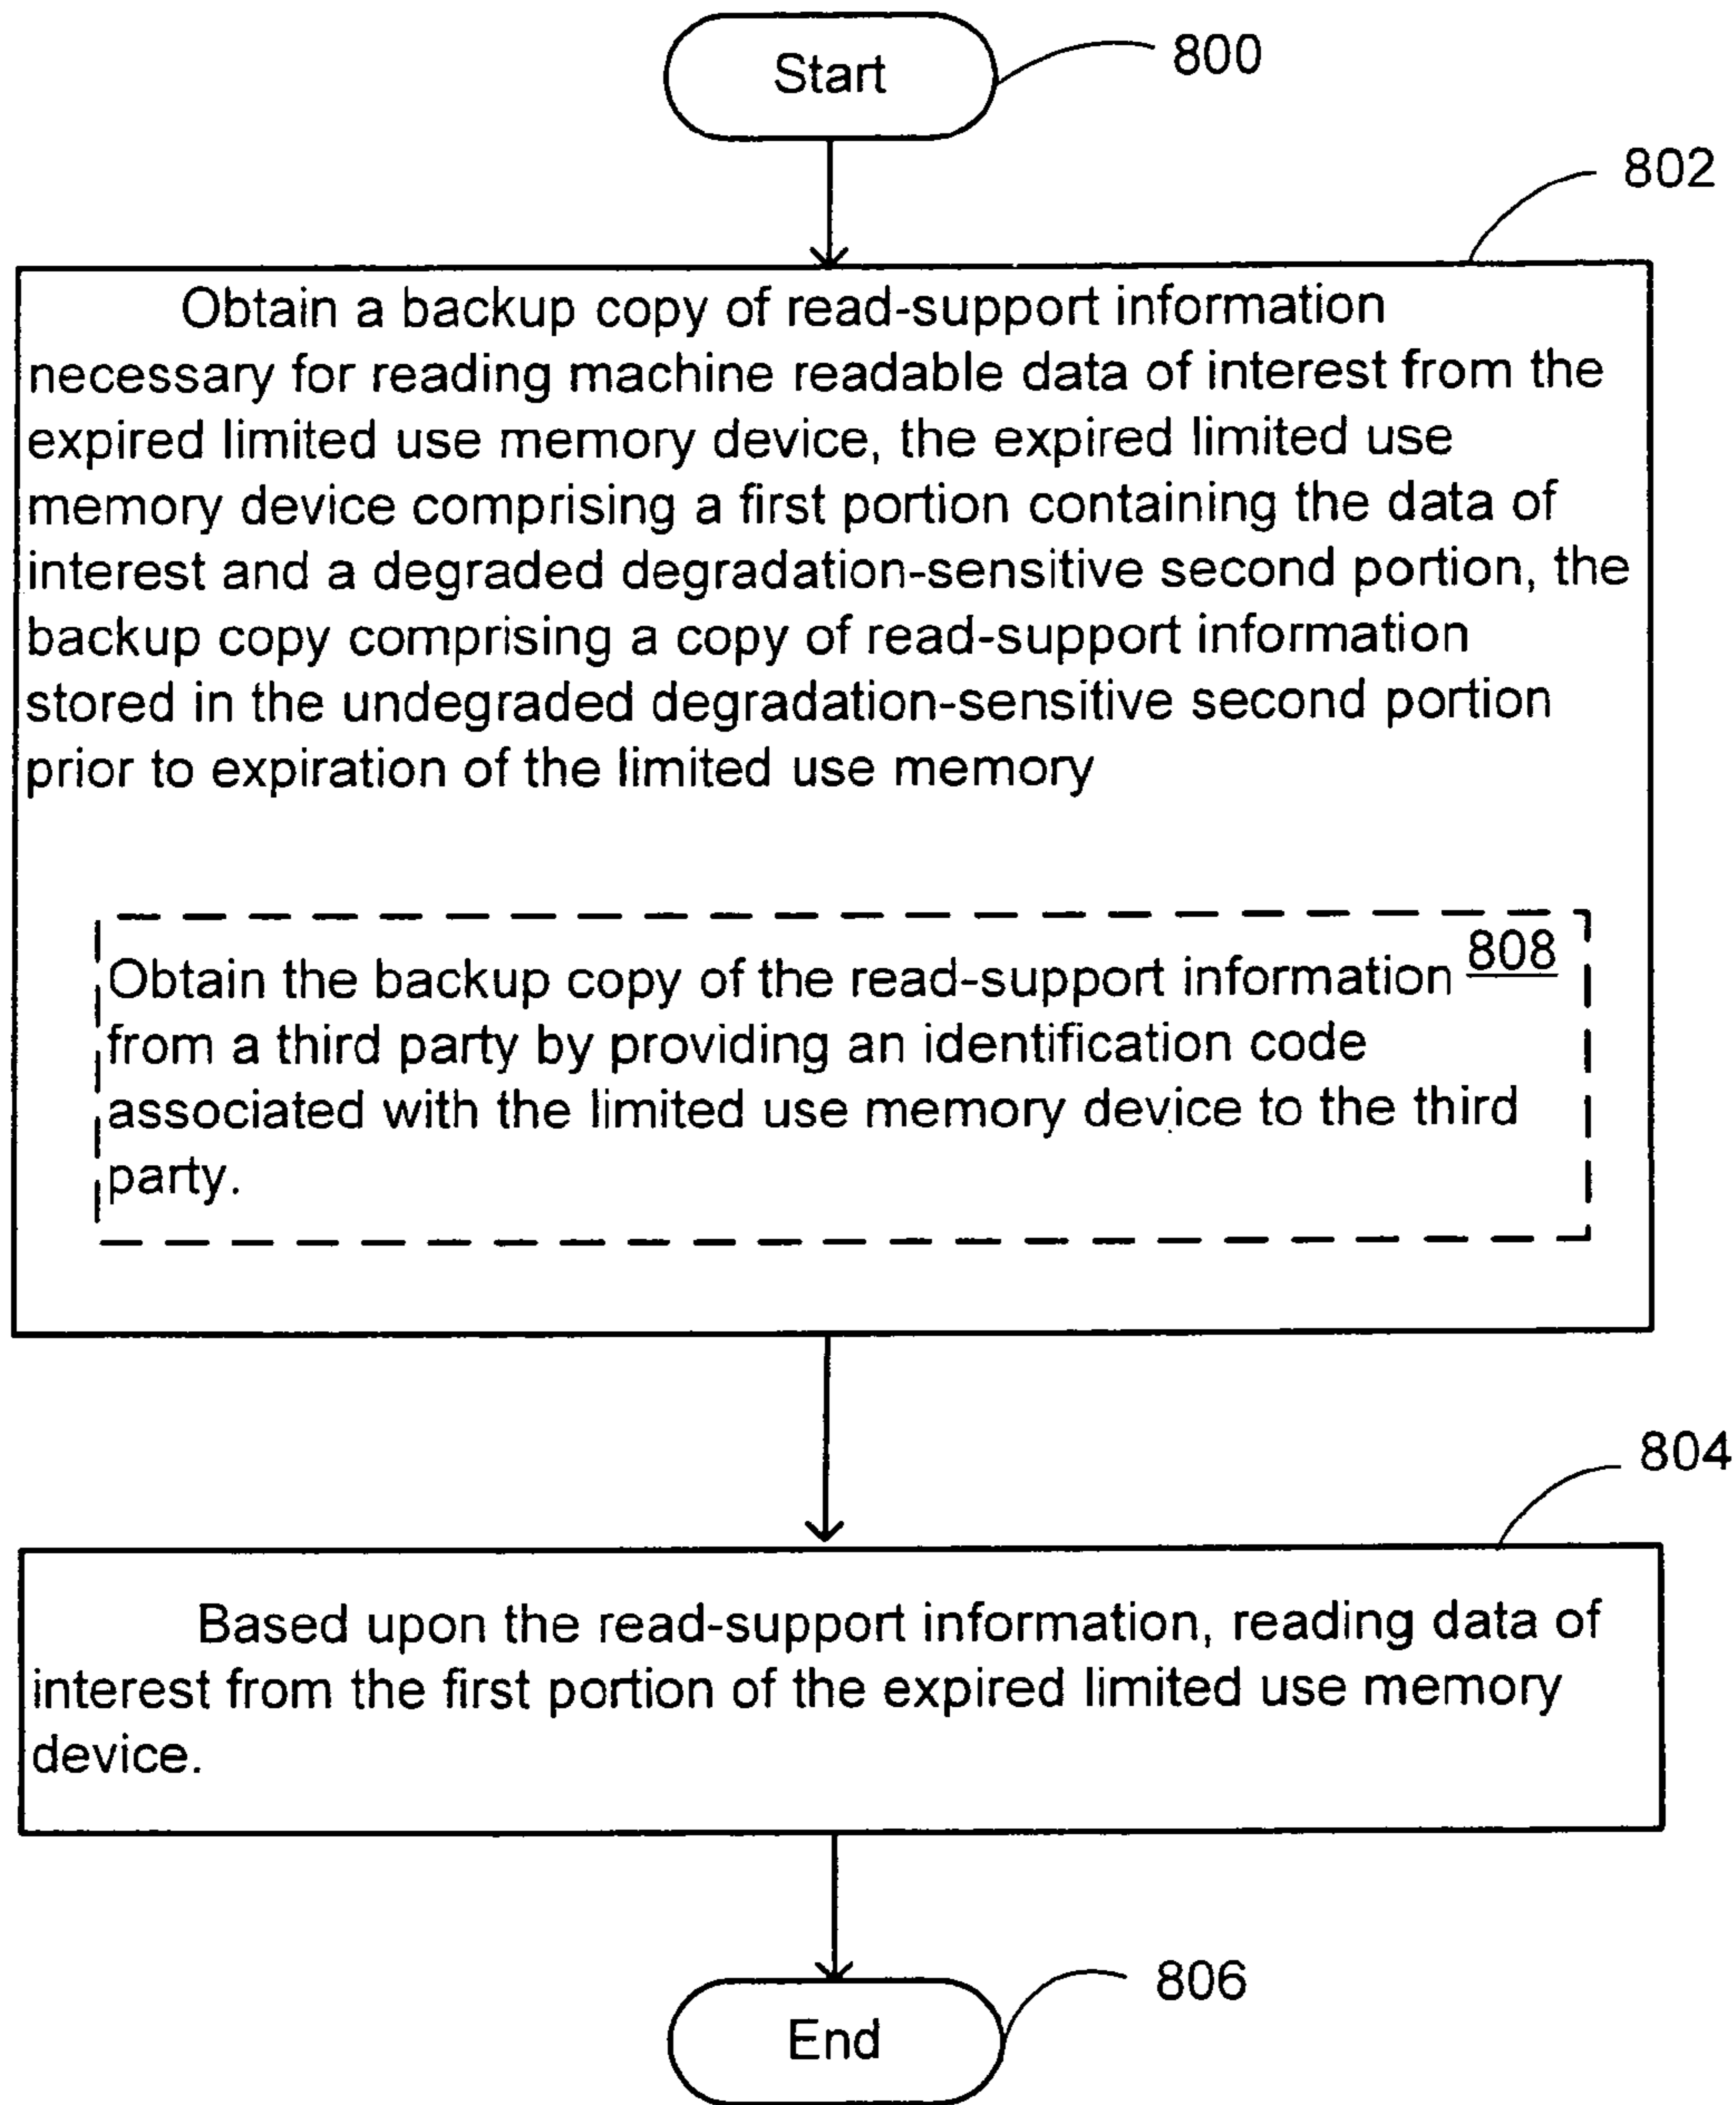 Start
800
802
Obtain a backup copy of read-support information
necessary for reading machine readable data of interest from the
expired limited use memory device, the expired limited use
memory device comprising a first portion containing the data of
interest and a degraded degradation-sensitive second portion, the
backup copy comprising a copy of read-support information
stored in the undegraded degradation-sensitive second portion
prior to expiration of the limited use memory
Obtain the backup copy of the read-support information 808
from a third party by providing an identification code
associated with the limited use memory device to the third
party.
804
Based upon the read-support information, reading data of
interest from the first portion of the expired limited use memory
device.
806
End